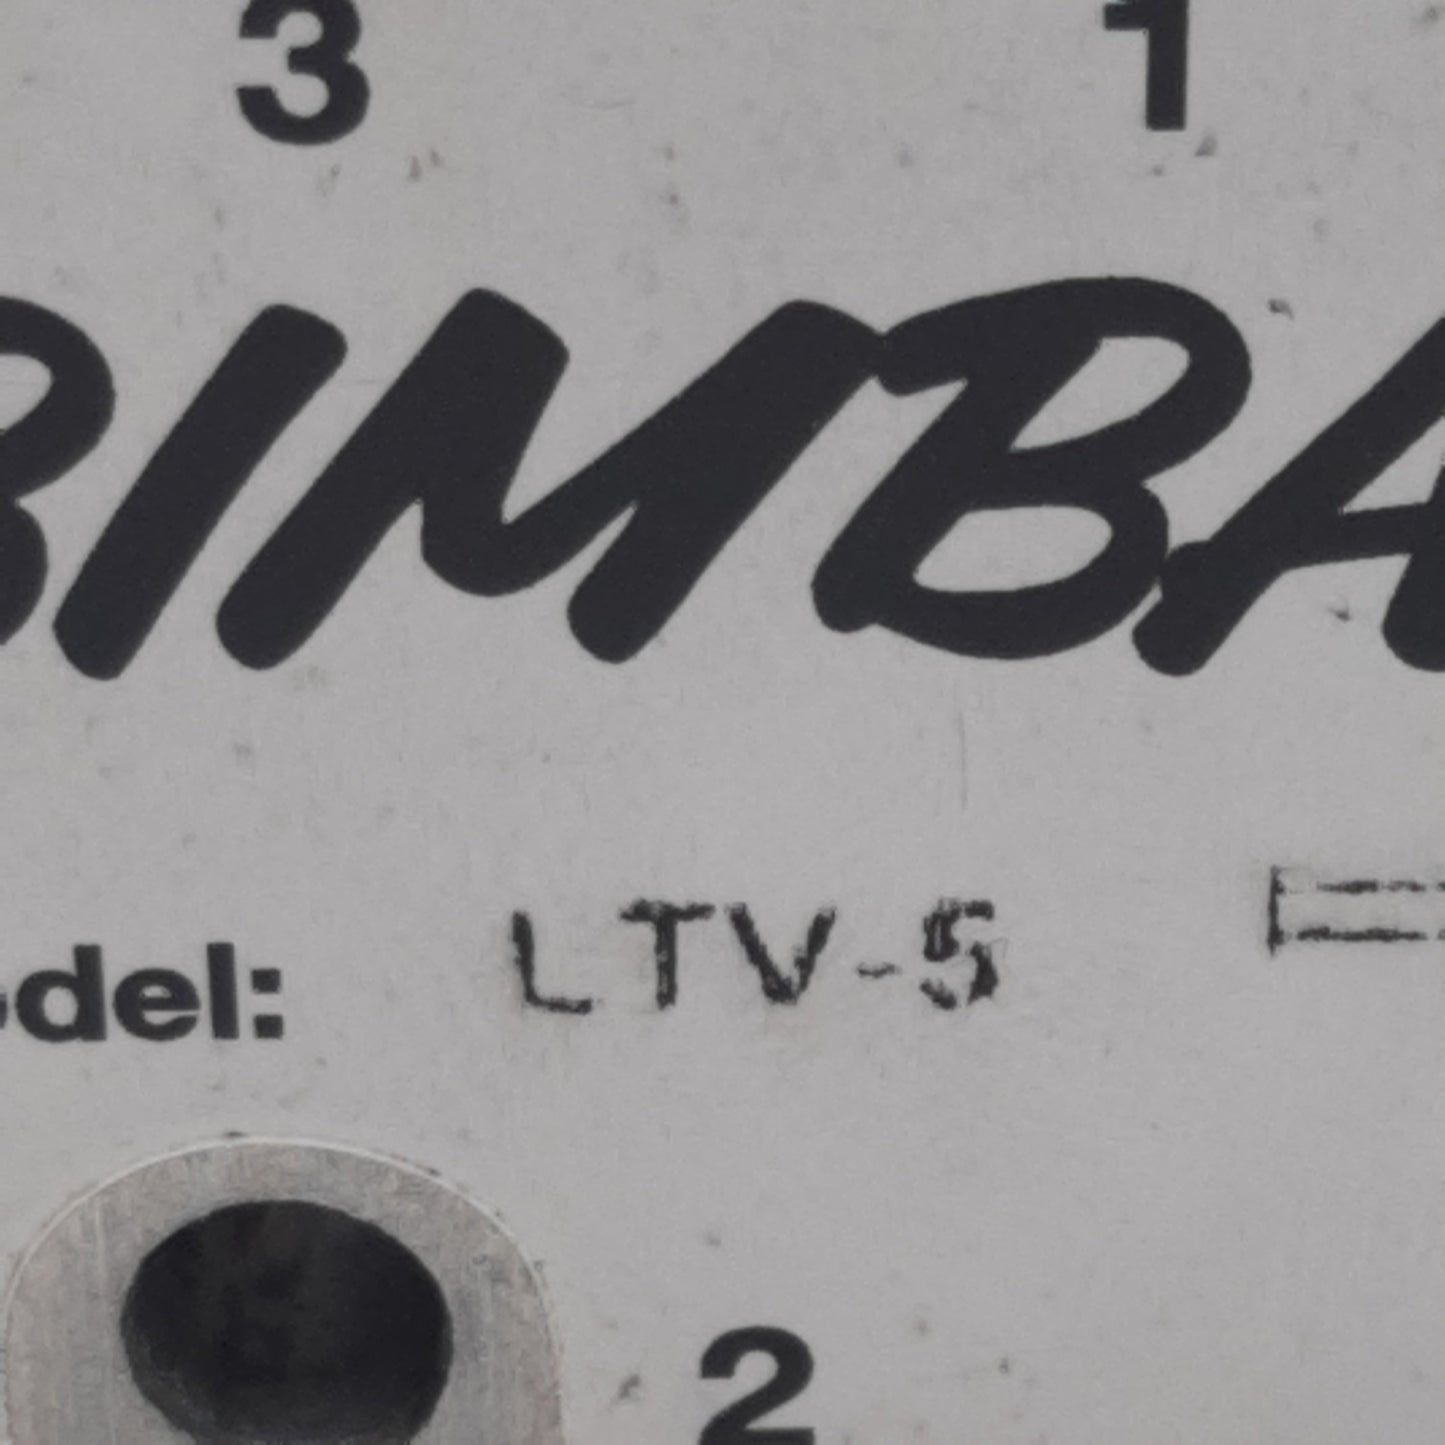 3 1
BIMBA
odel: LTV-5
2